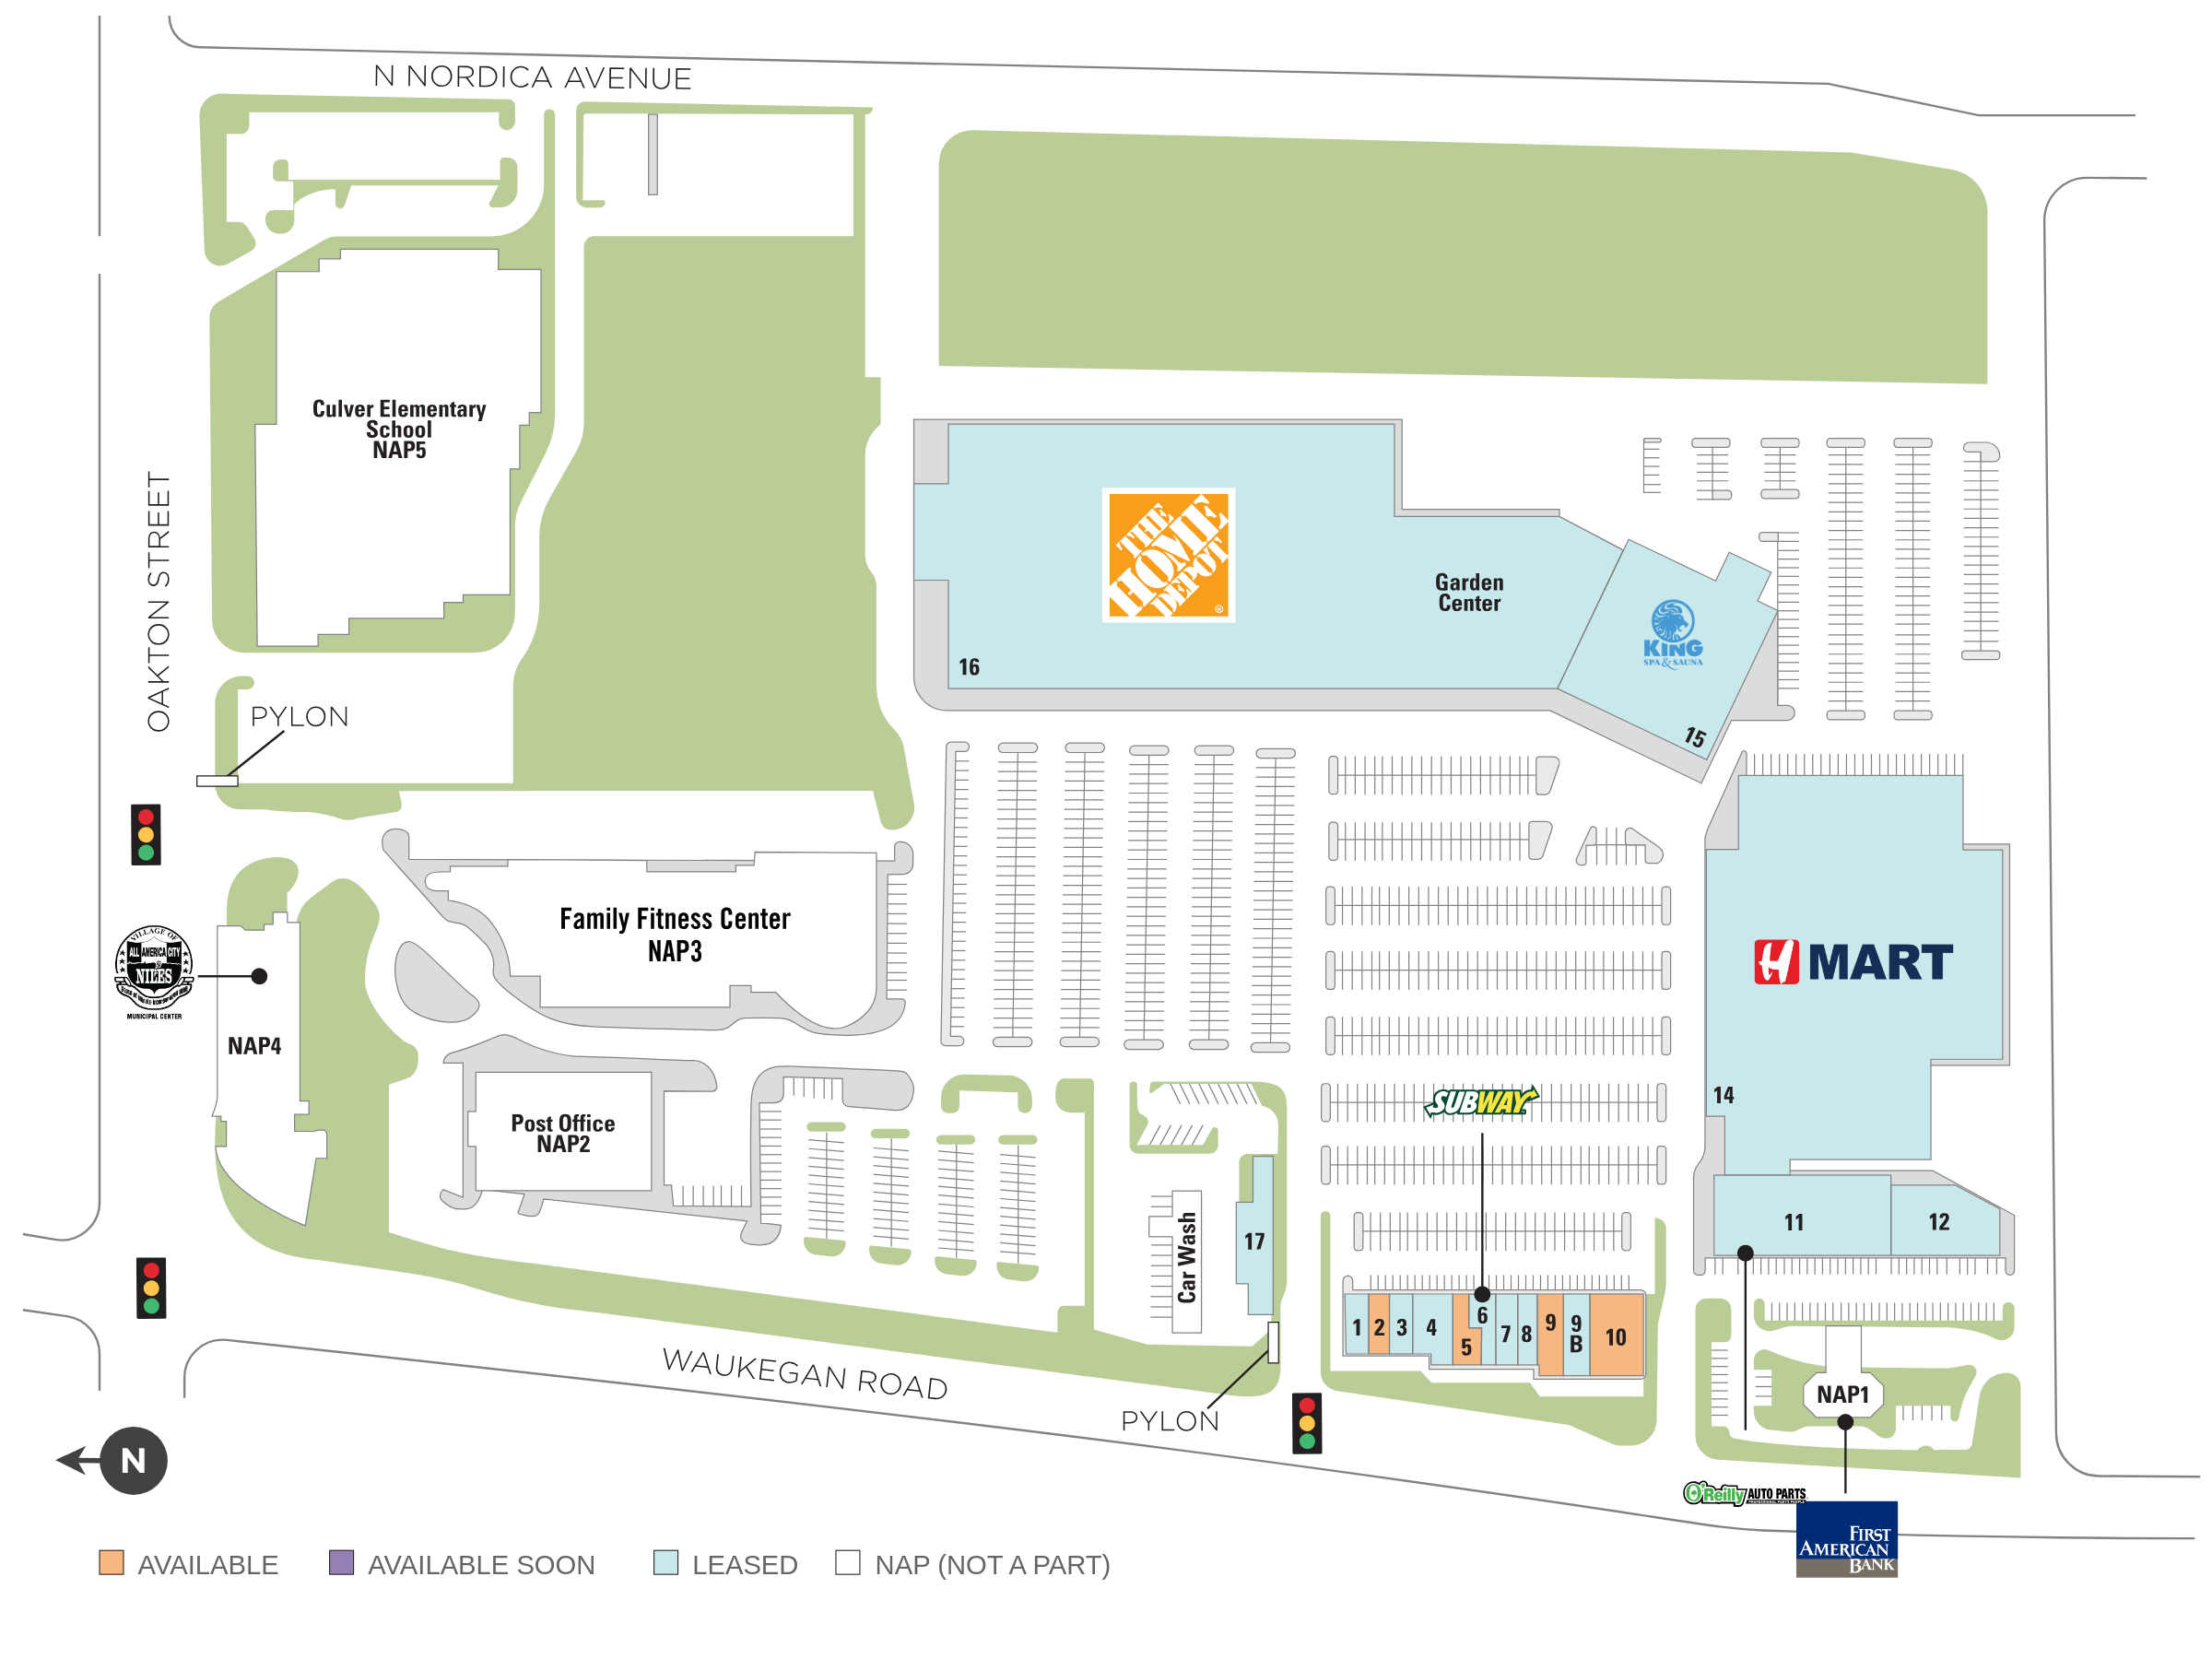 N NORDICA AVENUE
Culver Elementary
School
NAP5
OAKTON STREET
PYLON
THE
HOME
DEPOT
®
Garden
Center
16
KING
SPA & SAUNA
15
Family Fitness Center
NAP3
VILLAGE OF
ALL AMERICA CITY
NILES
MUNICIPAL CENTER
NAP4
Post Office
NAP2
H MART
14
SUBWAY
11
12
Car Wash
17
1
2
3
4
5
6
7
8
9
9
B
10
NAP1
WAUKEGAN ROAD
PYLON
N
O'Reilly AUTO PARTS
FIRST
AMERICAN
BANK
AVAILABLE
AVAILABLE SOON
LEASED
NAP (NOT A PART)